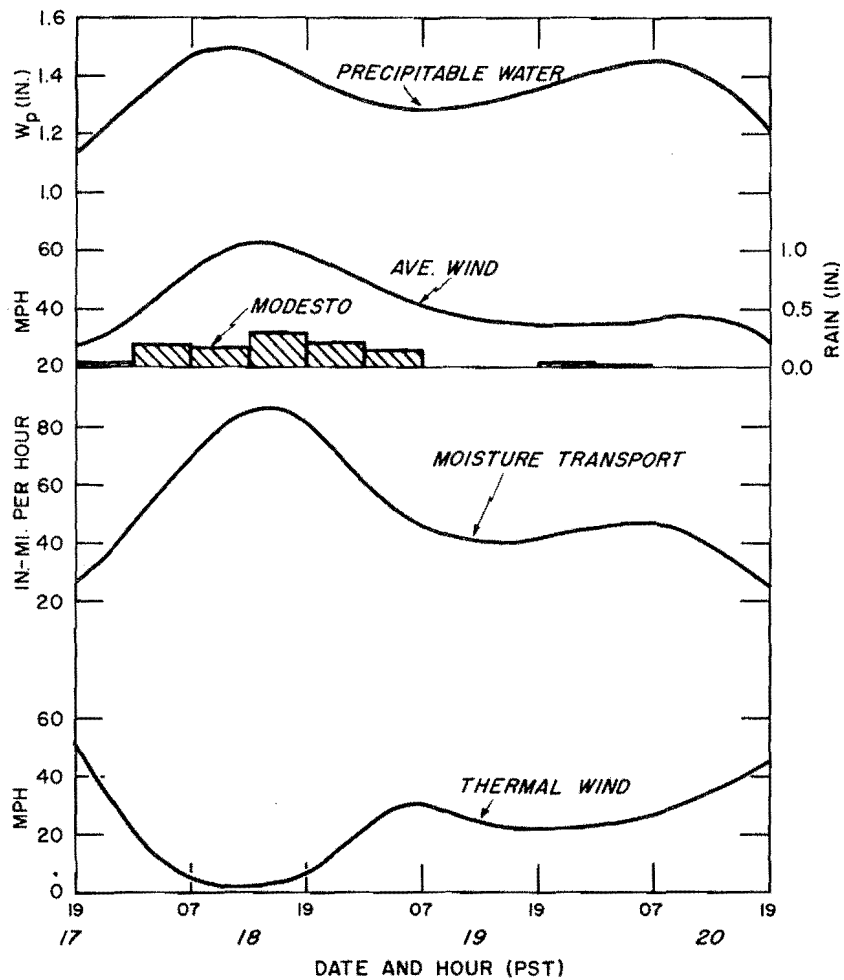 1.6
1.4
1.2
1.0
Wp (IN.)
PRECIPITABLE WATER
60
40
20
MPH
AVE. WIND
MODESTO
1.0
0.5
0.0
RAIN (IN.)
80
60
40
20
IN.-MI. PER HOUR
MOISTURE TRANSPORT
60
40
20
0
MPH
THERMAL WIND
19 07 19 07 19 07 19
17 18 19 20
DATE AND HOUR (PST)